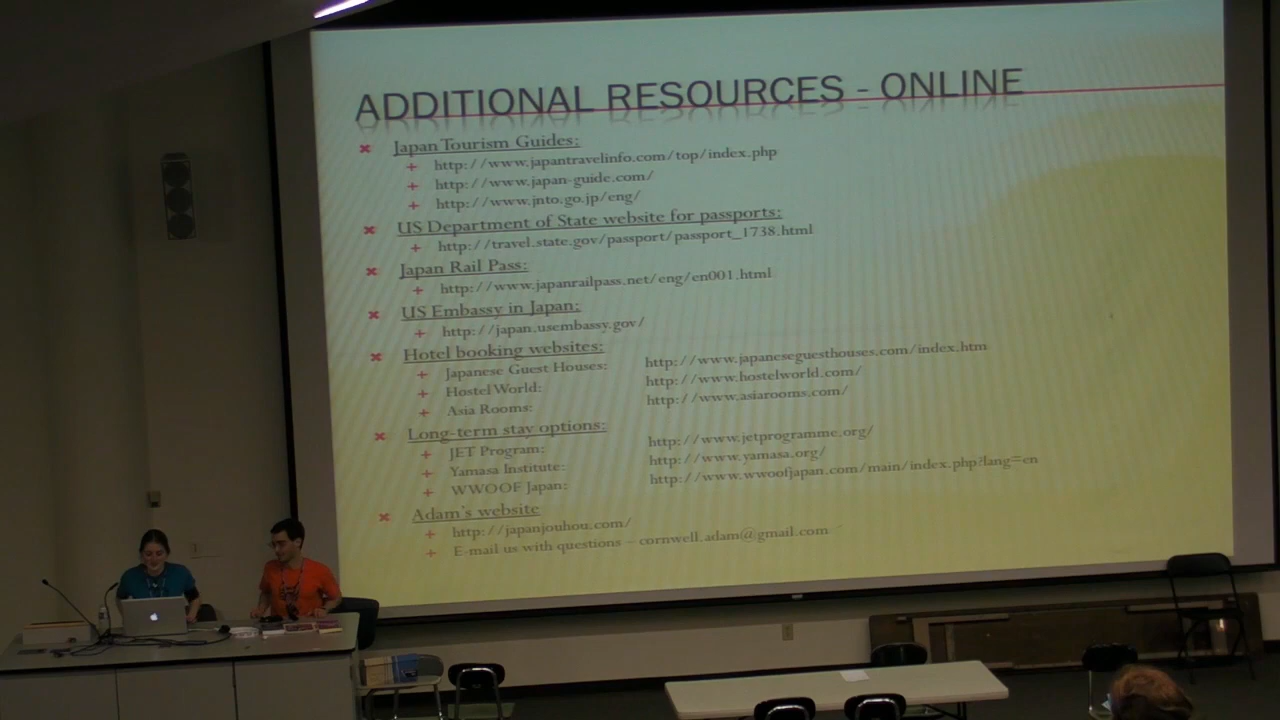 ADDITIONAL RESOURCES - ONLINE
Japan Tourism Guides:
http://www.japantravelinfo.com/top/index.php
http://www.japan-guide.com/
http://www.jnto.go.jp/eng/
US Department of State website for passports:
http://travel.state.gov/passport/passport_1738.html
Japan Rail Pass:
http://www.japanrailpass.net/eng/en001.html
US Embassy in Japan:
http://japan.usembassy.gov/
Hotel booking websites:
Japanese Guest Houses: http://www.japaneseguesthouses.com/index.htm
Hostel World: http://www.hostelworld.com/
Asia Rooms: http://www.asiarooms.com/
Long-term stay options:
JET Program: http://www.jetprogramme.org/
Yamasa Institute: http://www.yamasa.org/
WWOOF Japan: http://www.wwoofjapan.com/main/index.php?lang=en
Adam's website
http://japanjouhou.com/
E-mail us with questions – cornwell.adam@gmail.com